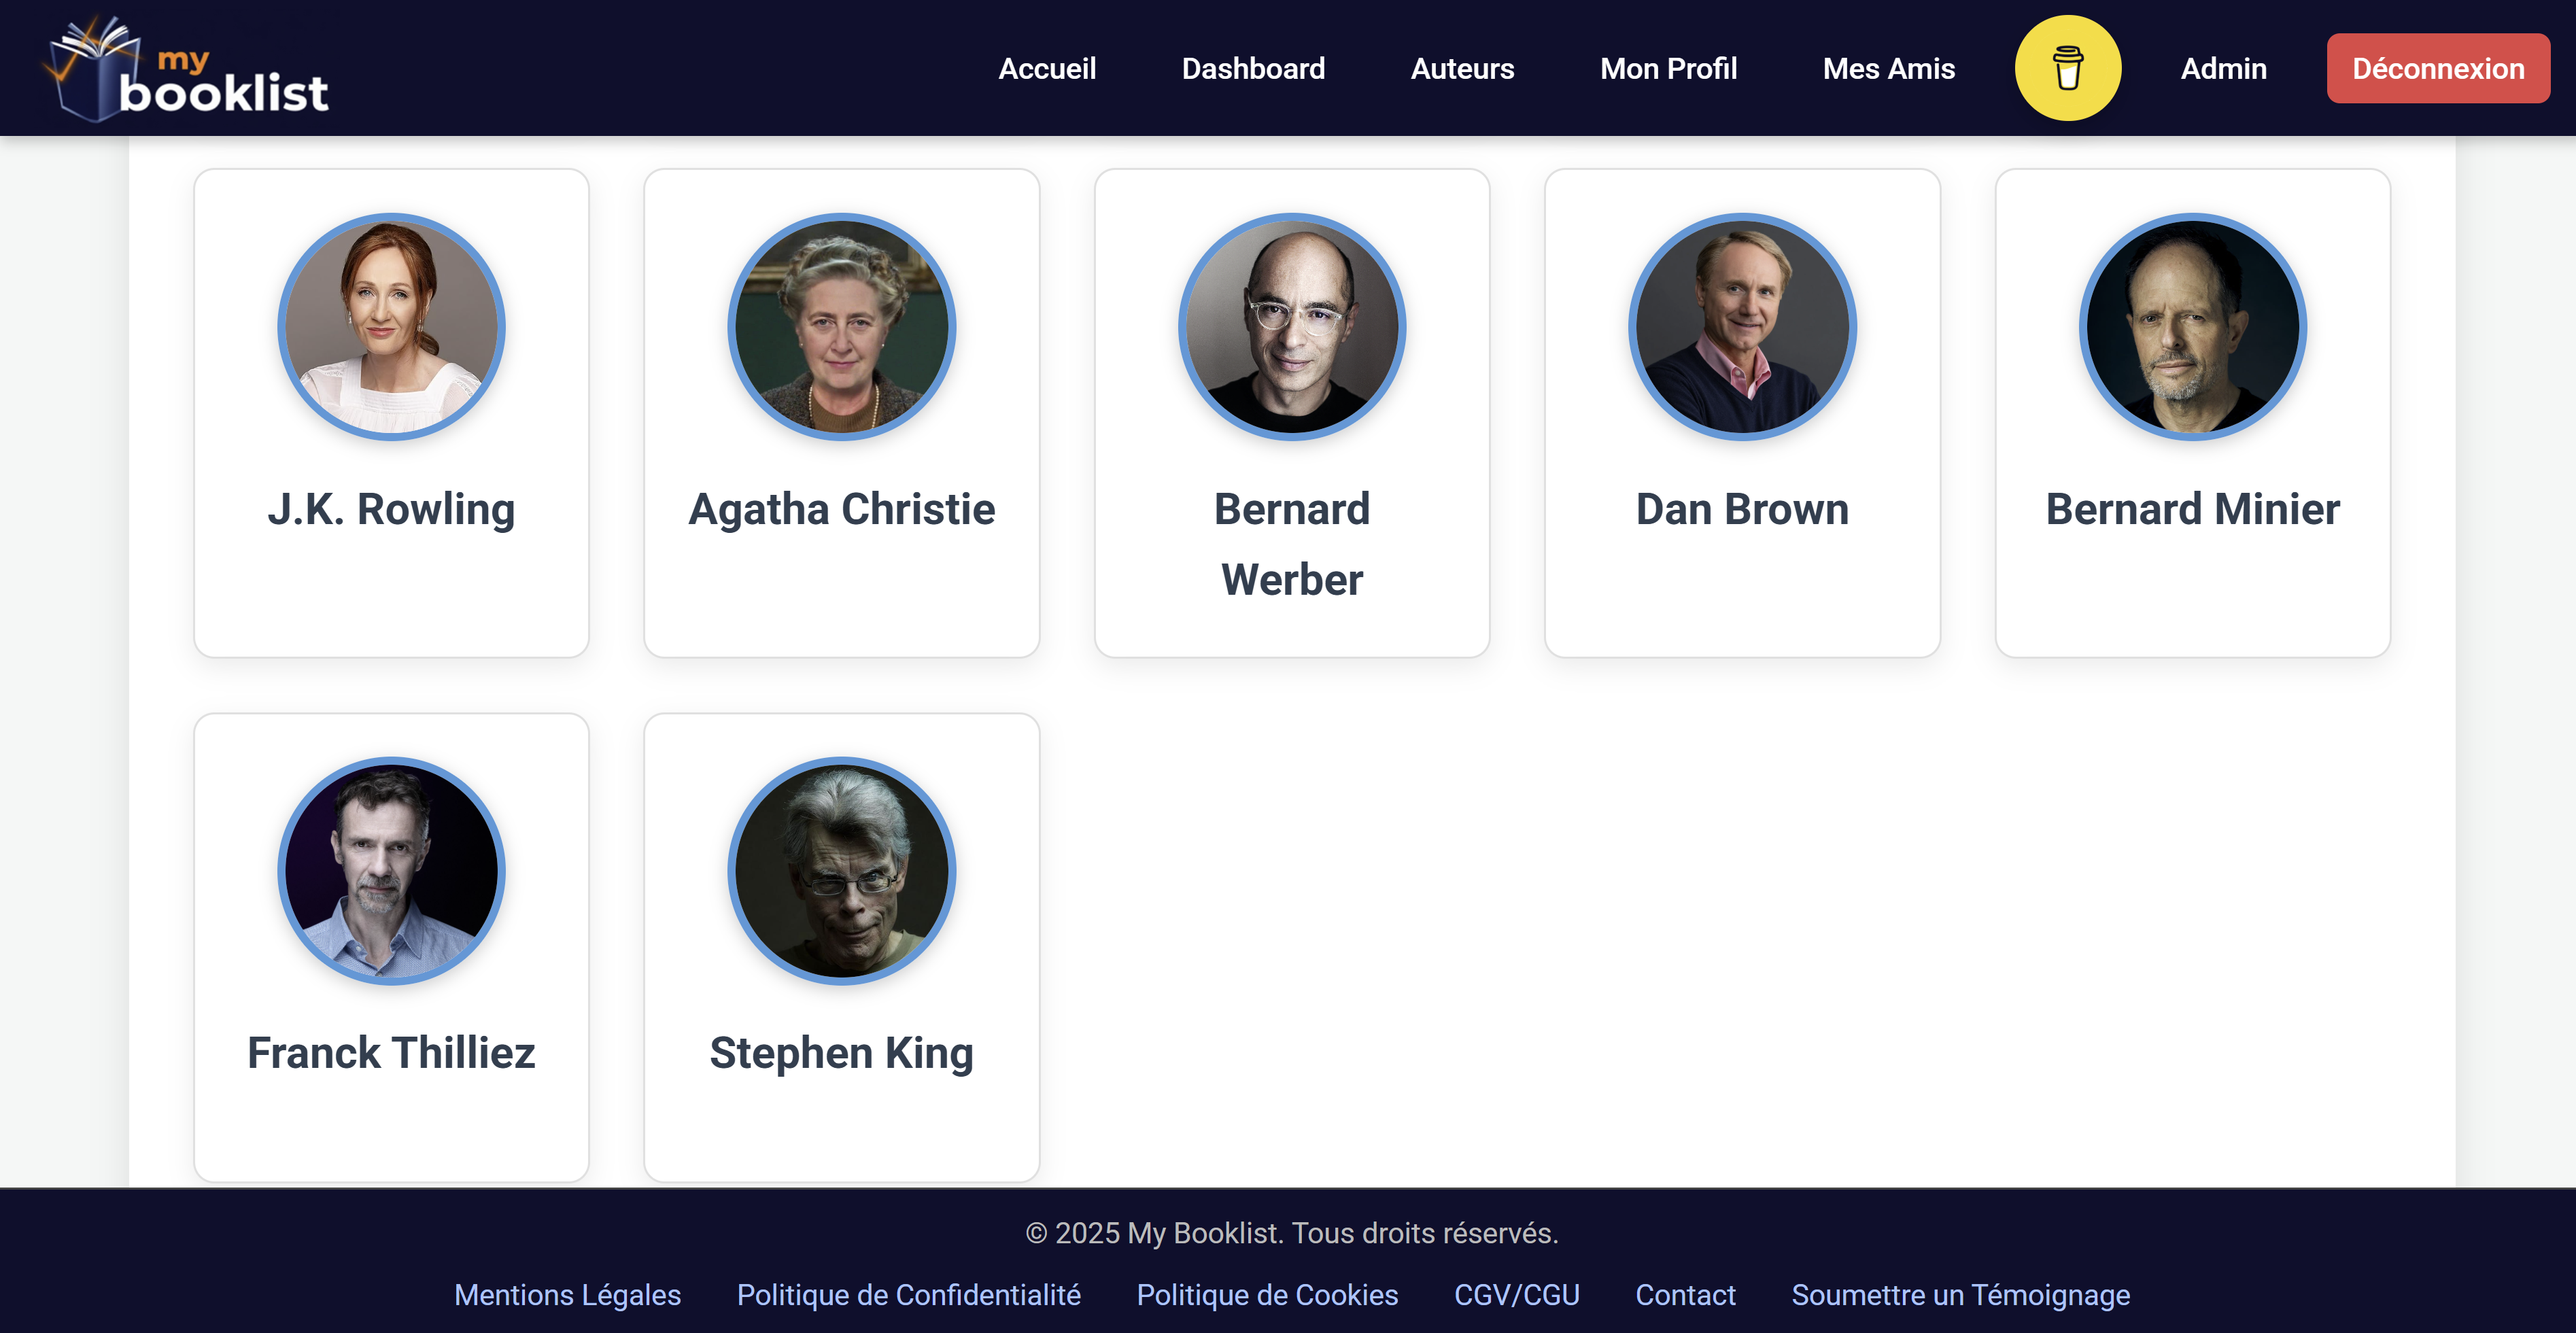 my
booklist
Accueil
Dashboard
Auteurs
Mon Profil
Mes Amis
Admin
Déconnexion
J.K. Rowling
Agatha Christie
Bernard
Werber
Dan Brown
Bernard Minier
Franck Thilliez
Stephen King
© 2025 My Booklist. Tous droits réservés.
Mentions Légales
Politique de Confidentialité
Politique de Cookies
CGV/CGU
Contact
Soumettre un Témoignage